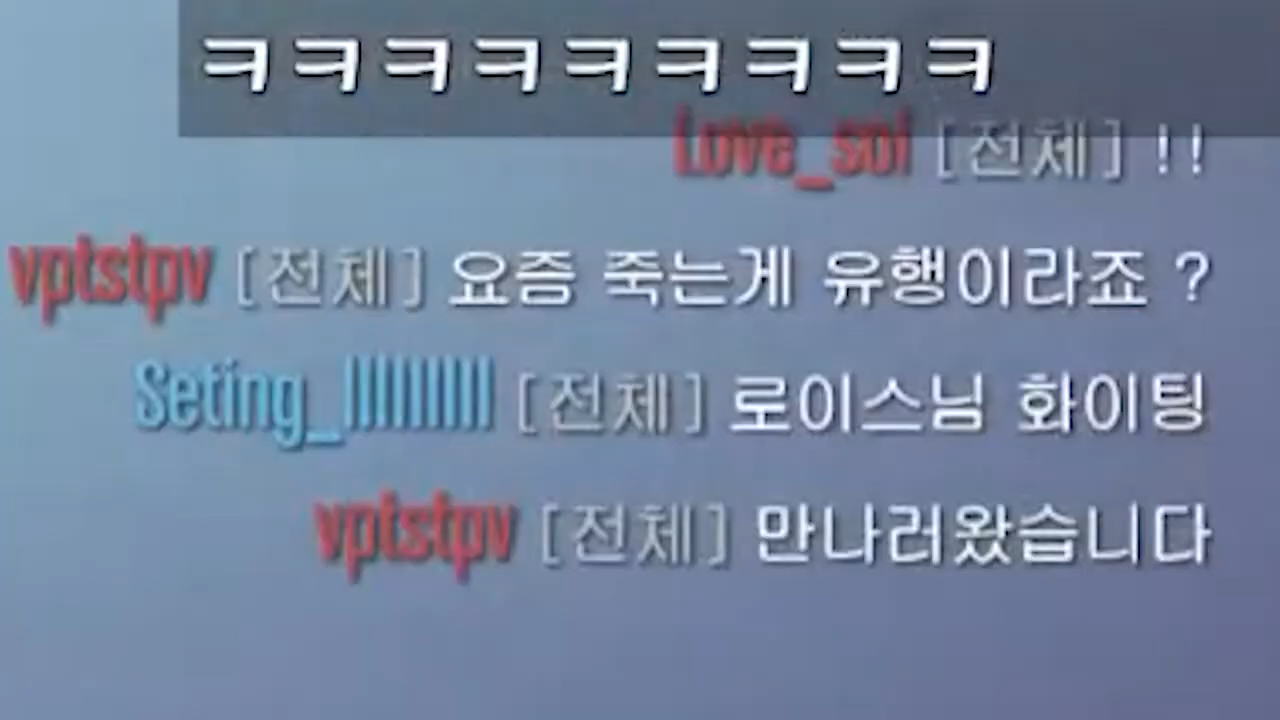 ㅋㅋㅋㅋㅋㅋㅋㅋㅋ
Love_sol [전체] !!
vptstpv [전체] 요즘 죽는게 유행이라죠 ?
Seting_llllllllll [전체] 로이스님 화이팅
vptstpv [전체] 만나러왔습니다